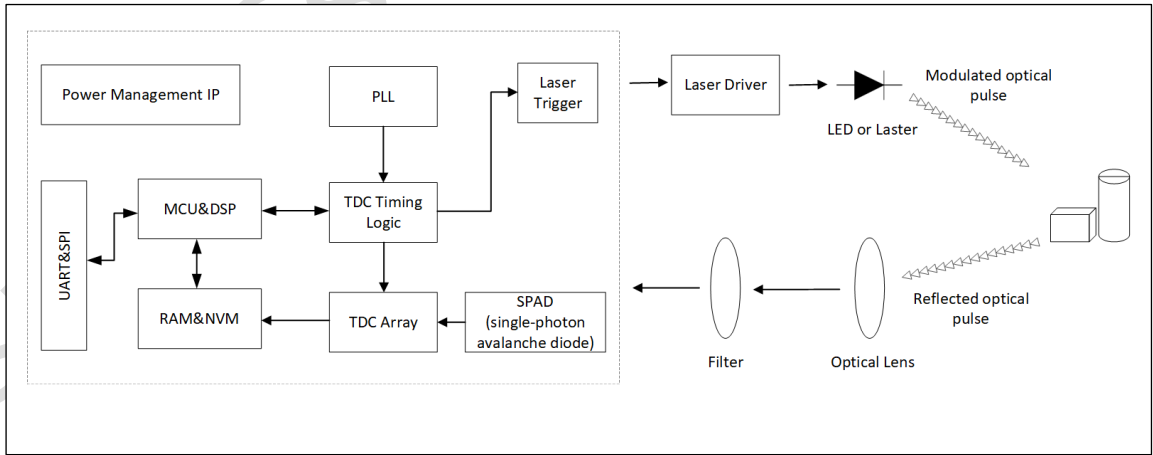 Power Management IP
PLL
Laser
Trigger
Laser Driver
Modulated optical
pulse
LED or Laster
UART&SPI
MCU&DSP
TDC Timing
Logic
RAM&NVM
TDC Array
SPAD
(single-photon
avalanche diode)
Filter
Optical Lens
Reflected optical
pulse